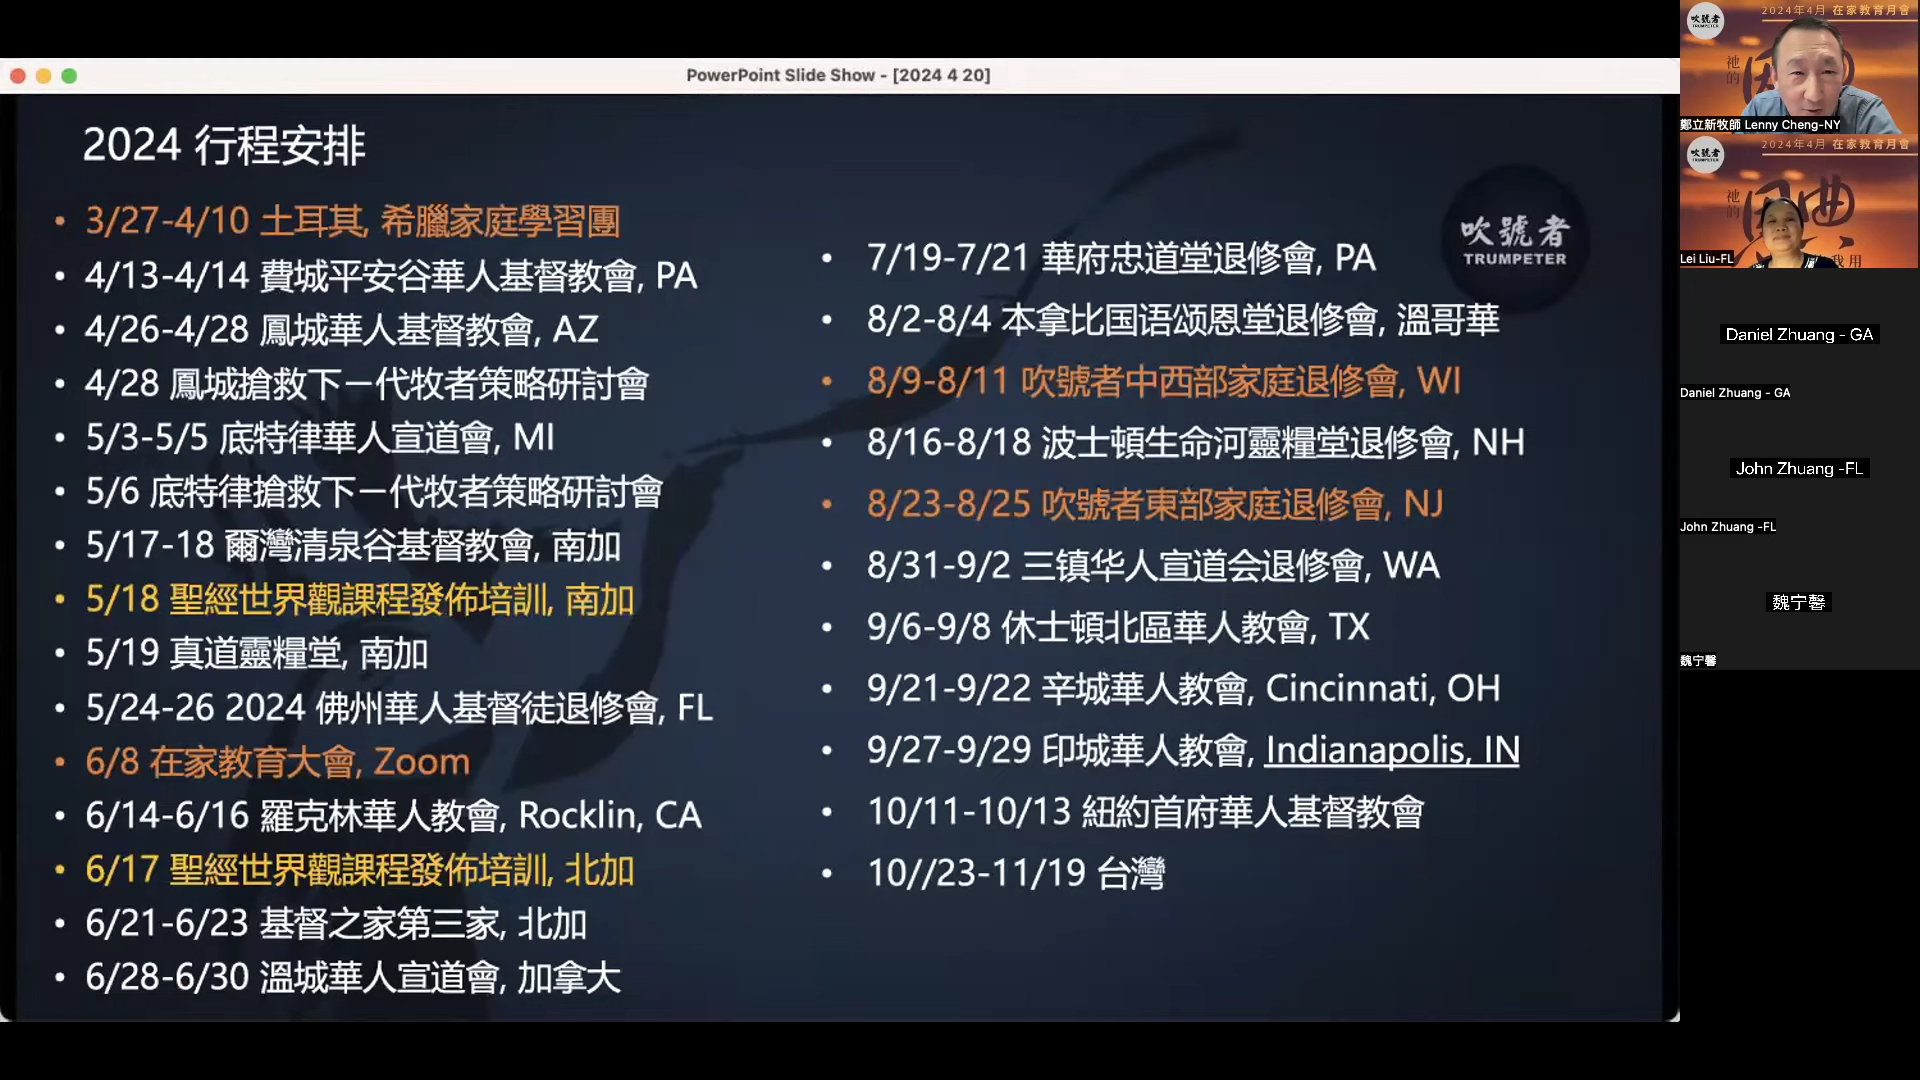 PowerPoint Slide Show - [2024 4 20]
2024 行程安排
• 3/27-4/10 土耳其, 希臘家庭學習團
• 4/13-4/14 費城平安谷華人基督教會, PA
• 4/26-4/28 鳳城華人基督教會, AZ
• 4/28 鳳城搶救下一代牧者策略研討會
• 5/3-5/5 底特律華人宣道會, MI
• 5/6 底特律搶救下一代牧者策略研討會
• 5/17-18 爾灣清泉谷基督教會, 南加
• 5/18 聖經世界觀課程發佈培訓, 南加
• 5/19 真道靈糧堂, 南加
• 5/24-26 2024 佛州華人基督徒退修會, FL
• 6/8 在家教育大會, Zoom
• 6/14-6/16 羅克林華人教會, Rocklin, CA
• 6/17 聖經世界觀課程發佈培訓, 北加
• 6/21-6/23 基督之家第三家, 北加
• 6/28-6/30 溫城華人宣道會, 加拿大
• 7/19-7/21 華府忠道堂退修會, PA
• 8/2-8/4 本拿比国语颂恩堂退修會, 溫哥華
• 8/9-8/11 吹號者中西部家庭退修會, WI
• 8/16-8/18 波士頓生命河靈糧堂退修會, NH
• 8/23-8/25 吹號者東部家庭退修會, NJ
• 8/31-9/2 三镇华人宣道会退修會, WA
• 9/6-9/8 休士頓北區華人教會, TX
• 9/21-9/22 辛城華人教會, Cincinnati, OH
• 9/27-9/29 印城華人教會, Indianapolis, IN
• 10/11-10/13 紐約首府華人基督教會
• 10//23-11/19 台灣
吹號者
TRUMPETER
吹號者
TRUMPETER
2024年4月 在家教育月會
祂的
鄭立新牧師 Lenny Cheng-NY
吹號者
TRUMPETER
2024年4月 在家教育月會
祂的
恩典
我用
Lei Liu-FL
Daniel Zhuang - GA
Daniel Zhuang - GA
John Zhuang -FL
John Zhuang -FL
魏宁馨
魏宁馨